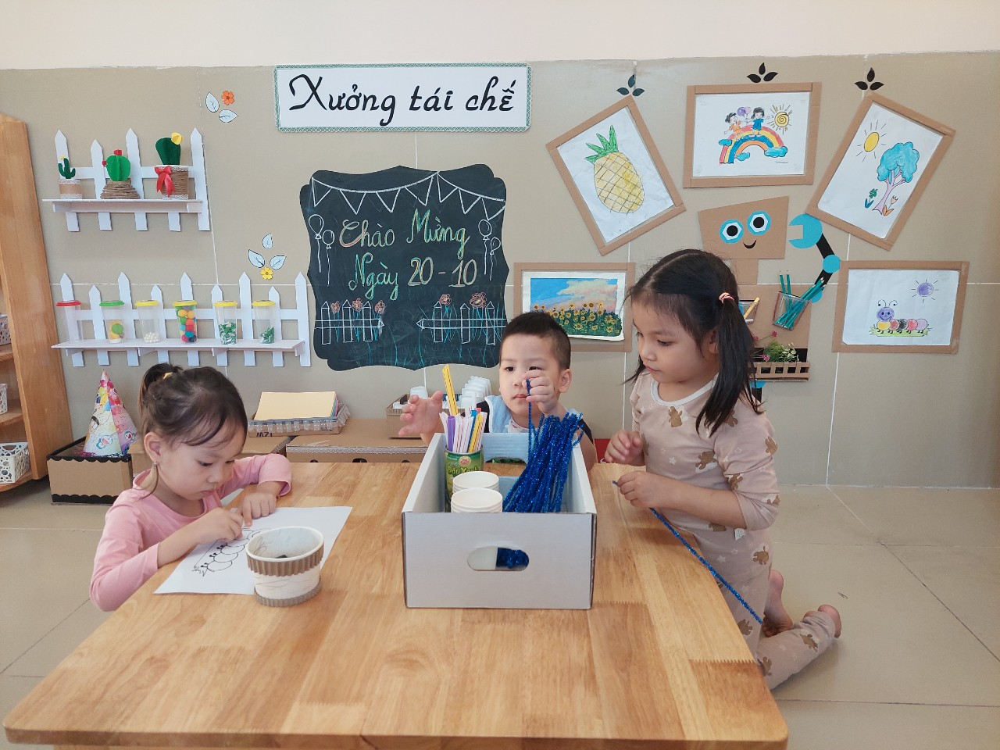 Xưởng tái chế
Chào Mừng
Ngày 20-10